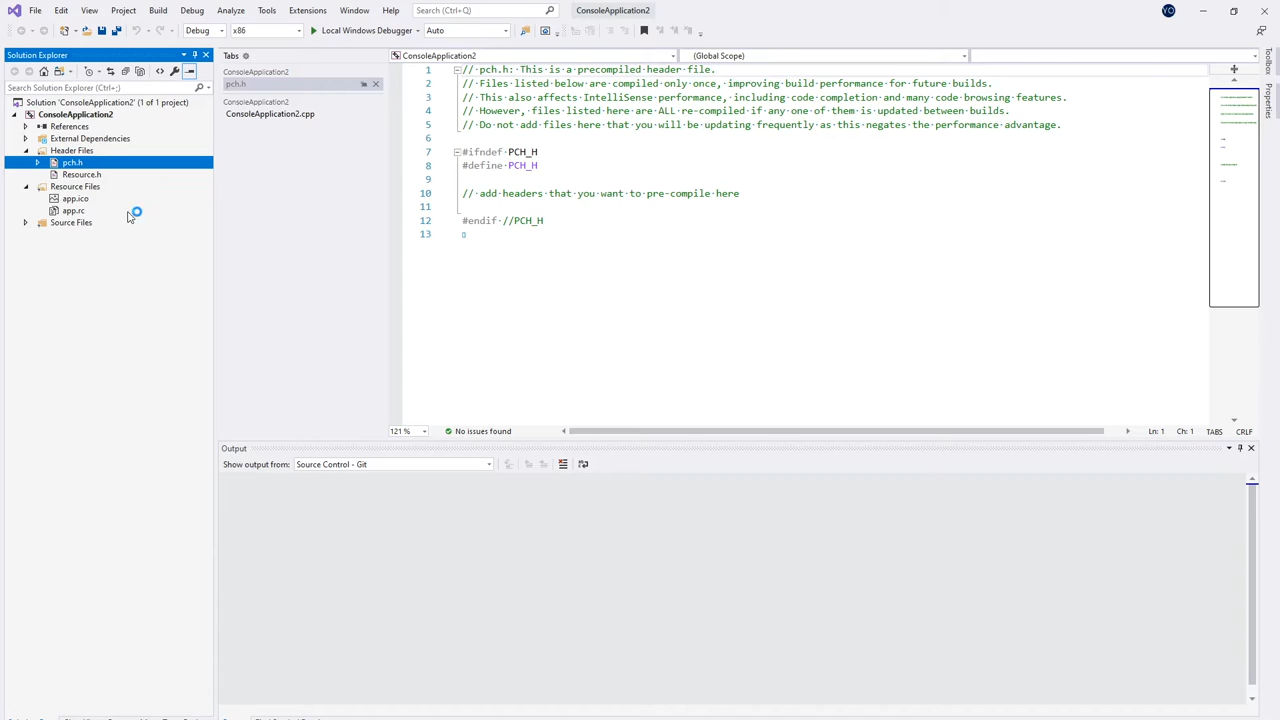 File Edit View Project Build Debug Analyze Tools Extensions Window Help Search (Ctrl+Q) ConsoleApplication2 YO
Debug x86 Local Windows Debugger Auto
Solution Explorer
Search Solution Explorer (Ctrl+;)
Solution 'ConsoleApplication2' (1 of 1 project)
ConsoleApplication2
References
External Dependencies
Header Files
pch.h
Resource.h
Resource Files
app.ico
app.rc
Source Files
Tabs
ConsoleApplication2
pch.h
ConsoleApplication2
ConsoleApplication2.cpp
ConsoleApplication2 (Global Scope)
1 // pch.h: This is a precompiled header file.
2 // Files listed below are compiled only once, improving build performance for future builds.
3 // This also affects IntelliSense performance, including code completion and many code browsing features.
4 // However, files listed here are ALL re-compiled if any one of them is updated between builds.
5 // Do not add files here that you will be updating frequently as this negates the performance advantage.
6
7 #ifndef PCH_H
8 #define PCH_H
9
10 // add headers that you want to pre-compile here
11
12 #endif //PCH_H
13
121 % No issues found Ln: 1 Ch: 1 TABS CRLF
Output
Show output from: Source Control - Git
Toolbox
Properties